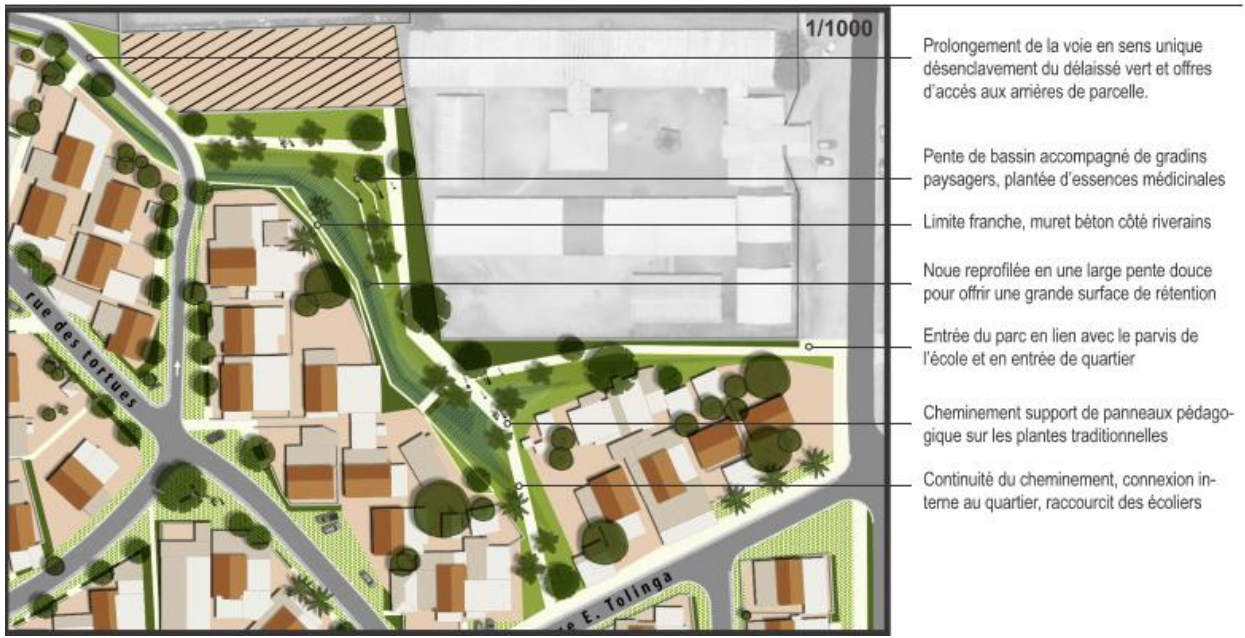 1/1000
Prolongement de la voie en sens unique
désenclavement du délaissé vert et offres
d'accès aux arrières de parcelle.
Pente de bassin accompagné de gradins
paysagers, plantée d'essences médicinales
Limite franche, muret béton côté riverains
Noue reprofilée en une large pente douce
pour offrir une grande surface de rétention
Entrée du parc en lien avec le parvis de
l'école et en entrée de quartier
Cheminement support de panneaux pédago-
gique sur les plantes traditionnelles
Continuité du cheminement, connexion in-
terne au quartier, raccourcit des écoliers
rue des tortues
e E. Tolinga